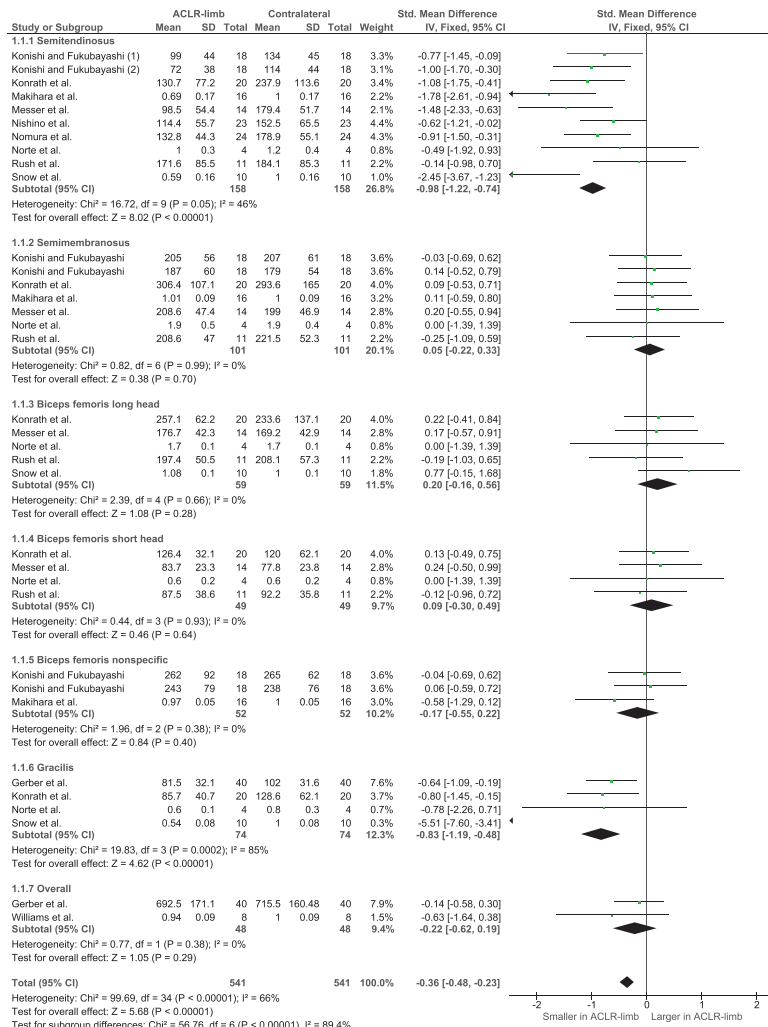 ACLR-limb Contralateral Std. Mean Difference Std. Mean Difference
Study or Subgroup Mean SD Total Mean SD Total Weight IV, Fixed, 95% CI IV, Fixed, 95% CI
1.1.1 Semitendinosus
Konishi and Fukubayashi (1) 99 44 18 134 45 18 3.3% -0.77 [-1.45, -0.09]
Konishi and Fukubayashi (2) 72 38 18 114 44 18 3.2% -1.00 [-1.70, -0.30]
Konrath et al. 130.7 77.2 20 237.9 113.6 20 3.4% -1.08 [-1.75, -0.41]
Makihara et al. 0.69 0.17 16 1 0.17 16 2.2% -1.78 [-2.61, -0.94]
Messer et al. 98.5 54.4 14 179.4 51.7 14 2.2% -1.48 [-2.33, -0.63]
Nishino et al. 114.4 55.7 23 152.5 65.5 23 4.4% -0.62 [-1.21, -0.02]
Nomura et al. 132.8 44.3 24 178.9 55.1 24 4.3% -0.91 [-1.50, -0.31]
Norte et al. 1 0.3 4 1.2 0.4 4 0.7% -0.49 [-1.92, 0.93]
Rush et al. 171.6 85.5 11 184.1 85.3 11 2.2% -0.14 [-0.98, 0.70]
Snow et al. 0.59 0.16 10 1 0.16 10 1.0% -2.45 [-3.67, -1.23]
Subtotal (95% CI) 158 158 26.8% -0.98 [-1.22, -0.74]
Heterogeneity: Chi² = 16.72, df = 9 (P = 0.05); I² = 46%
Test for overall effect: Z = 8.02 (P < 0.00001)
1.1.2 Semimembranosus
Konishi and Fukubayashi 205 56 18 207 61 18 3.6% -0.03 [-0.69, 0.62]
Konishi and Fukubayashi 187 60 18 179 54 18 3.6% 0.14 [-0.52, 0.79]
Konrath et al. 306.4 107.1 20 293.6 165 20 4.0% 0.09 [-0.53, 0.71]
Makihara et al. 1.01 0.09 16 1 0.09 16 3.2% 0.11 [-0.59, 0.80]
Messer et al. 208.6 47.4 14 199 46.9 14 2.8% 0.20 [-0.55, 0.94]
Norte et al. 1.9 0.5 4 1.9 0.4 4 0.8% 0.00 [-1.39, 1.39]
Rush et al. 208.6 47 11 221.5 52.3 11 2.2% -0.25 [-1.09, 0.59]
Subtotal (95% CI) 101 101 20.1% 0.05 [-0.22, 0.33]
Heterogeneity: Chi² = 0.82, df = 6 (P = 0.99); I² = 0%
Test for overall effect: Z = 0.38 (P = 0.70)
1.1.3 Biceps femoris long head
Konrath et al. 257.1 62.2 20 233.6 137.1 20 4.0% 0.22 [-0.41, 0.84]
Messer et al. 176.7 42.3 14 169.2 42.9 14 2.8% 0.17 [-0.57, 0.91]
Norte et al. 1.7 0.1 4 1.7 0.1 4 0.8% 0.00 [-1.39, 1.39]
Rush et al. 197.4 50.5 11 208.1 57.3 11 2.2% -0.19 [-1.03, 0.65]
Snow et al. 1.08 0.1 10 1 0.1 10 1.8% 0.77 [-0.15, 1.68]
Subtotal (95% CI) 59 59 11.5% 0.20 [-0.16, 0.56]
Heterogeneity: Chi² = 2.39, df = 4 (P = 0.66); I² = 0%
Test for overall effect: Z = 1.08 (P = 0.28)
1.1.4 Biceps femoris short head
Konrath et al. 126.4 32.1 20 120 62.1 20 4.0% 0.13 [-0.49, 0.75]
Messer et al. 83.7 23.3 14 77.8 23.8 14 2.8% 0.24 [-0.50, 0.99]
Norte et al. 0.6 0.2 4 0.6 0.2 4 0.8% 0.00 [-1.39, 1.39]
Rush et al. 87.5 38.6 11 92.2 35.8 11 2.2% -0.12 [-0.96, 0.72]
Subtotal (95% CI) 49 49 9.7% 0.09 [-0.30, 0.49]
Heterogeneity: Chi² = 0.44, df = 3 (P = 0.93); I² = 0%
Test for overall effect: Z = 0.46 (P = 0.64)
1.1.5 Biceps femoris nonspecific
Konishi and Fukubayashi 262 92 18 265 62 18 3.6% -0.04 [-0.69, 0.62]
Konishi and Fukubayashi 243 79 18 238 76 18 3.6% 0.06 [-0.59, 0.72]
Makihara et al. 0.97 0.05 16 1 0.05 16 3.0% -0.58 [-1.29, 0.12]
Subtotal (95% CI) 52 52 10.2% -0.17 [-0.55, 0.22]
Heterogeneity: Chi² = 1.96, df = 2 (P = 0.38); I² = 0%
Test for overall effect: Z = 0.84 (P = 0.40)
1.1.6 Gracilis
Gerber et al. 81.5 32.1 40 102 31.6 40 7.6% -0.64 [-1.09, -0.19]
Konrath et al. 85.7 40.7 20 128.6 62.1 20 3.7% -0.80 [-1.45, -0.15]
Norte et al. 0.6 0.1 4 0.8 0.3 4 0.7% -0.78 [-2.26, 0.71]
Snow et al. 0.54 0.08 10 1 0.08 10 0.3% -5.51 [-7.60, -3.41]
Subtotal (95% CI) 74 74 12.3% -0.83 [-1.19, -0.48]
Heterogeneity: Chi² = 19.83, df = 3 (P = 0.0002); I² = 85%
Test for overall effect: Z = 4.62 (P < 0.00001)
1.1.7 Overall
Gerber et al. 692.5 171.1 40 715.5 160.48 40 7.9% -0.14 [-0.58, 0.30]
Williams et al. 0.94 0.09 8 1 0.09 8 1.5% -0.63 [-1.64, 0.38]
Subtotal (95% CI) 48 48 9.4% -0.22 [-0.62, 0.19]
Heterogeneity: Chi² = 0.77, df = 1 (P = 0.38); I² = 0%
Test for overall effect: Z = 1.05 (P = 0.29)
Total (95% CI) 541 541 100.0% -0.36 [-0.48, -0.23]
Heterogeneity: Chi² = 99.69, df = 34 (P < 0.00001); I² = 66%
Test for overall effect: Z = 5.68 (P < 0.00001)
Test for subgroup differences: Chi² = 56.76, df = 6 (P < 0.00001), I² = 89.4%
-2 -1 0 1 2
Smaller in ACLR-limb Larger in ACLR-limb